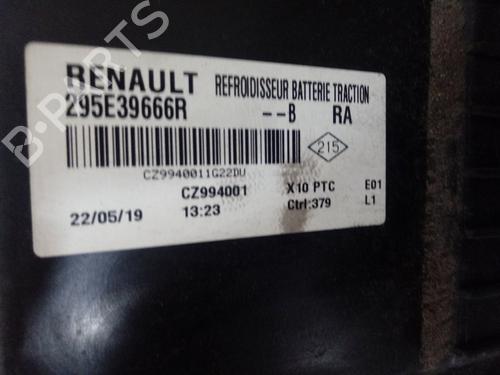 B-PARTS
RENAULT REFROIDISSEUR BATTERIE TRACTION
295E39666R --B RA
215
CZ9940011G22DU
CZ994001 X10 PTC E01
22/05/19 13:23 Ctrl:379 L1